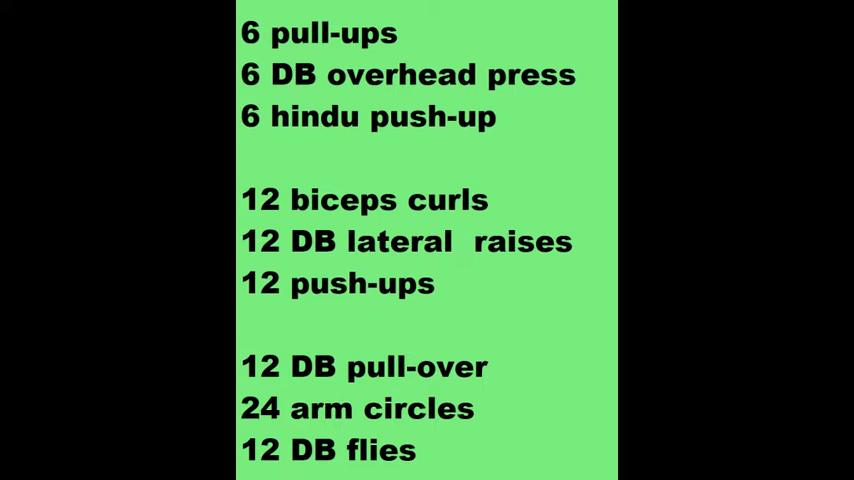 6 pull-ups
6 DB overhead press
6 hindu push-up
12 biceps curls
12 DB lateral  raises
12 push-ups
12 DB pull-over
24 arm circles
12 DB flies